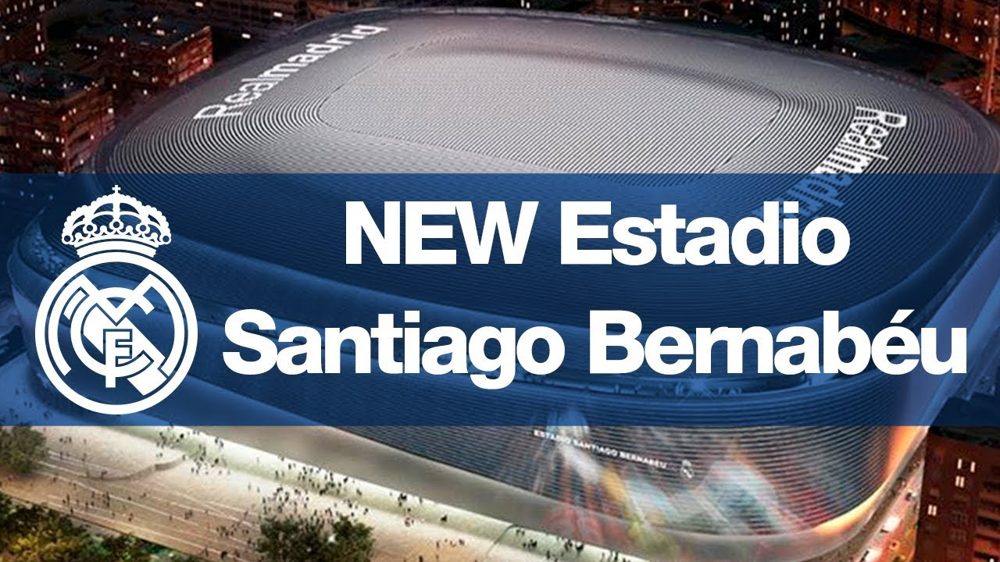 Realmadrid
Realmadrid
NEW Estadio
Santiago Bernabéu
ESTADIO SANTIAGO BERNABÉU